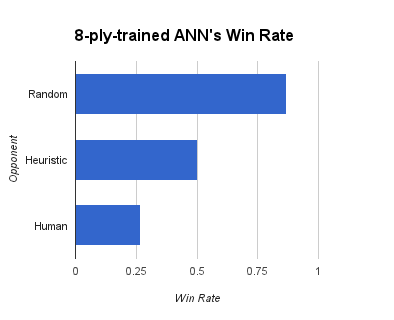 8-ply-trained ANN's Win Rate
Random
Heuristic
Human
Opponent
0 0.25 0.5 0.75 1
Win Rate